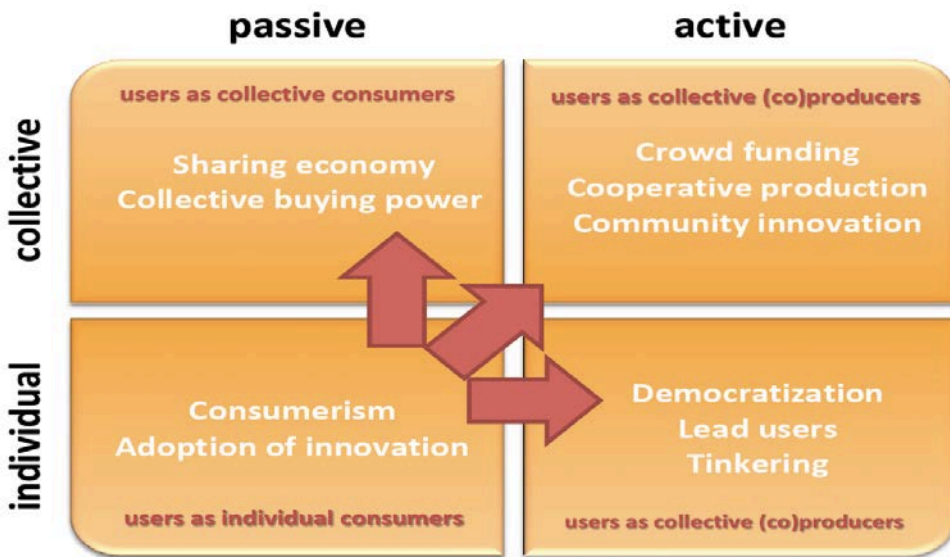 passive
active
collective
users as collective consumers
Sharing economy
Collective buying power
users as collective (co)producers
Crowd funding
Cooperative production
Community innovation
individual
Consumerism
Adoption of innovation
users as individual consumers
Democratization
Lead users
Tinkering
users as collective (co)producers